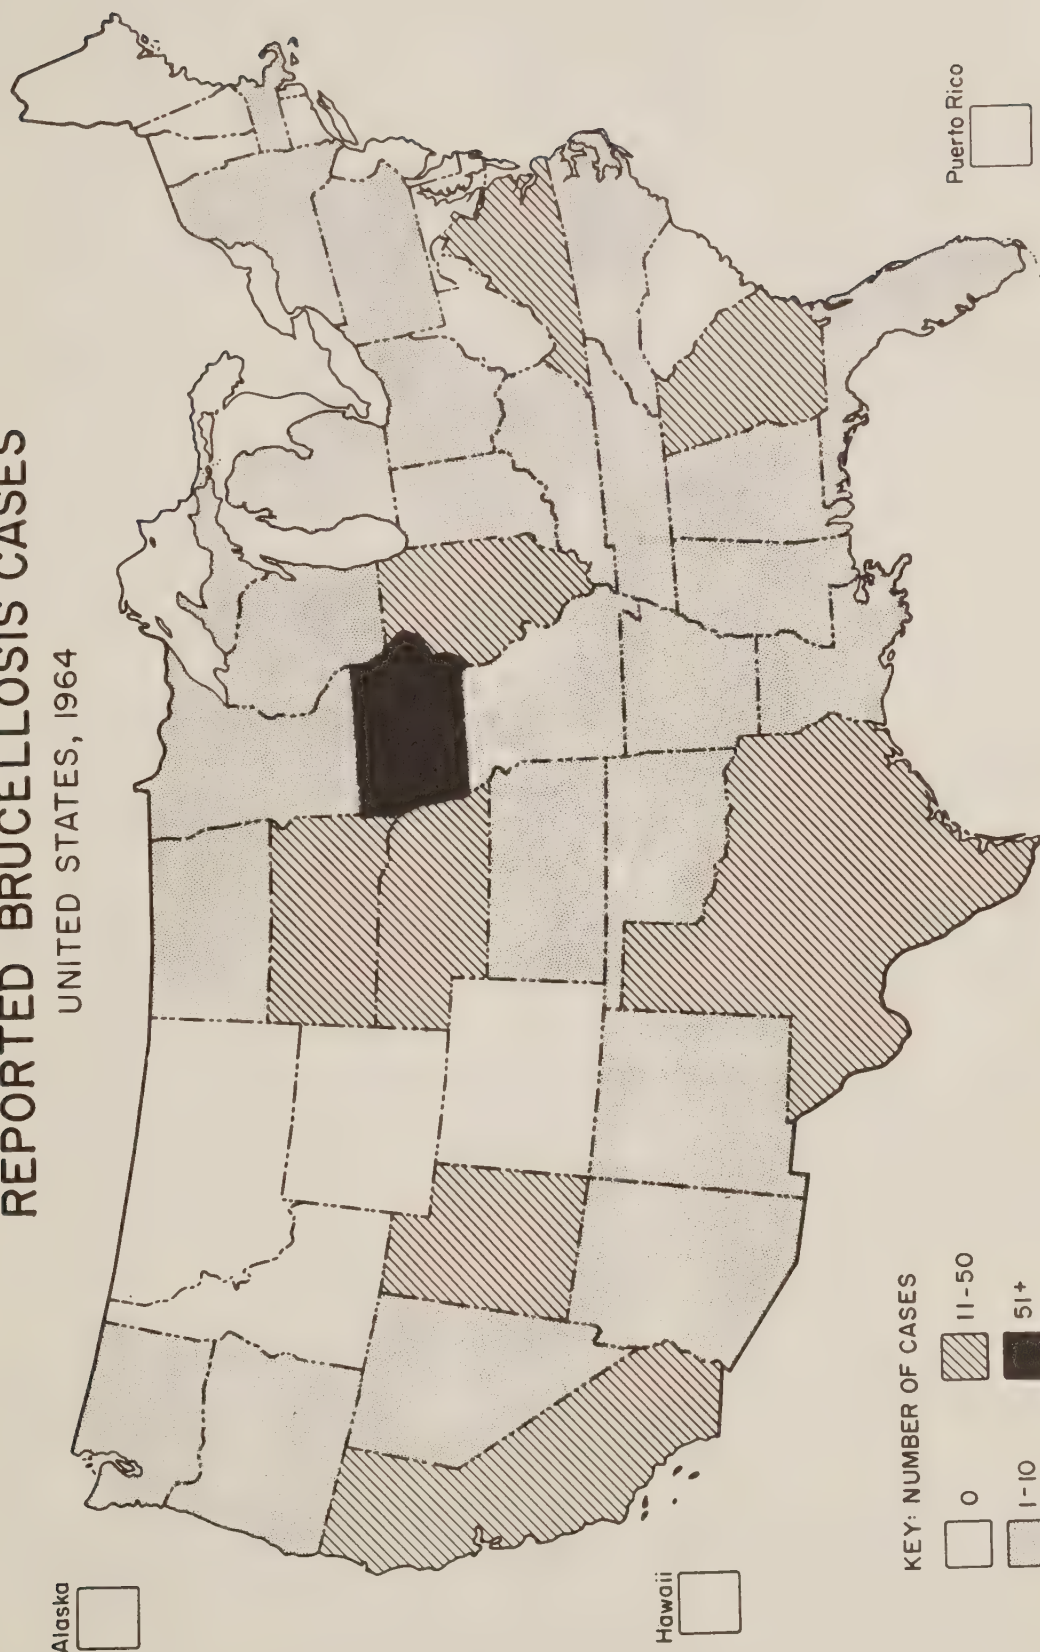 REPORTED BRUCELLOSIS CASES
UNITED STATES, 1964
Alaska
Hawaii
Puerto Rico
KEY: NUMBER OF CASES
0
11-50
1-10
51+